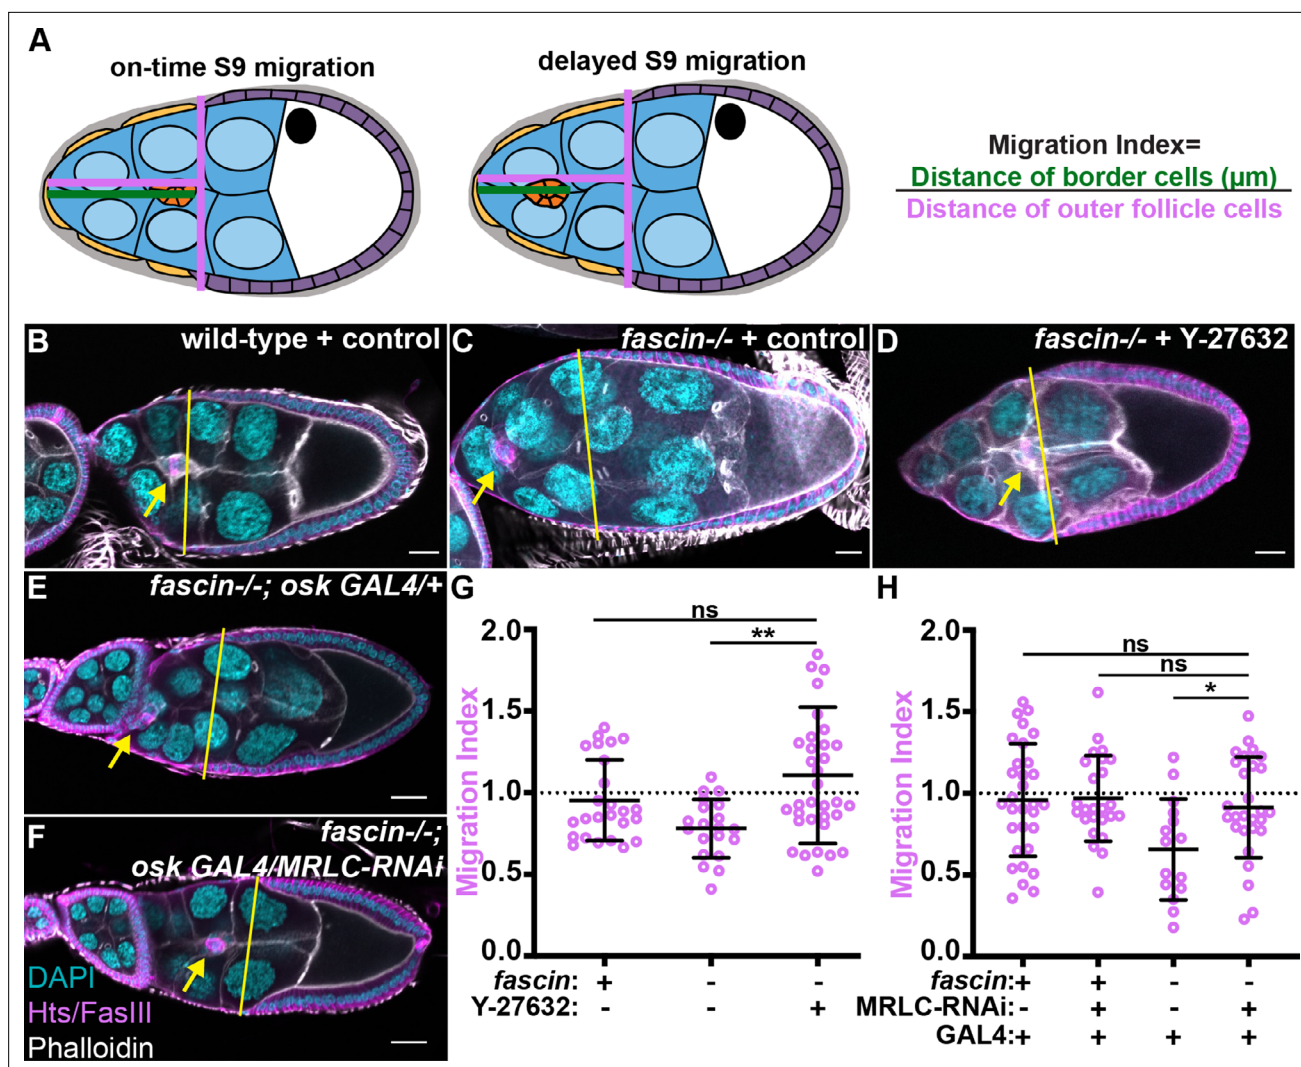 A
on-time S9 migration
delayed S9 migration
Migration Index=
Distance of border cells (µm)
Distance of outer follicle cells
B
wild-type + control
C
fascin-/- + control
D
fascin-/- + Y-27632
E
fascin-/-; osk GAL4/+
F
fascin-/-;
osk GAL4/MRLC-RNAi
DAPI
Hts/FasIII
Phalloidin
G
ns
**
2.0
1.5
1.0
0.5
0.0
Migration Index
fascin: + - -
Y-27632: - - +
H
ns
ns
*
2.0
1.5
1.0
0.5
0.0
Migration Index
fascin: + + - -
MRLC-RNAi: - + - +
GAL4: + + + +